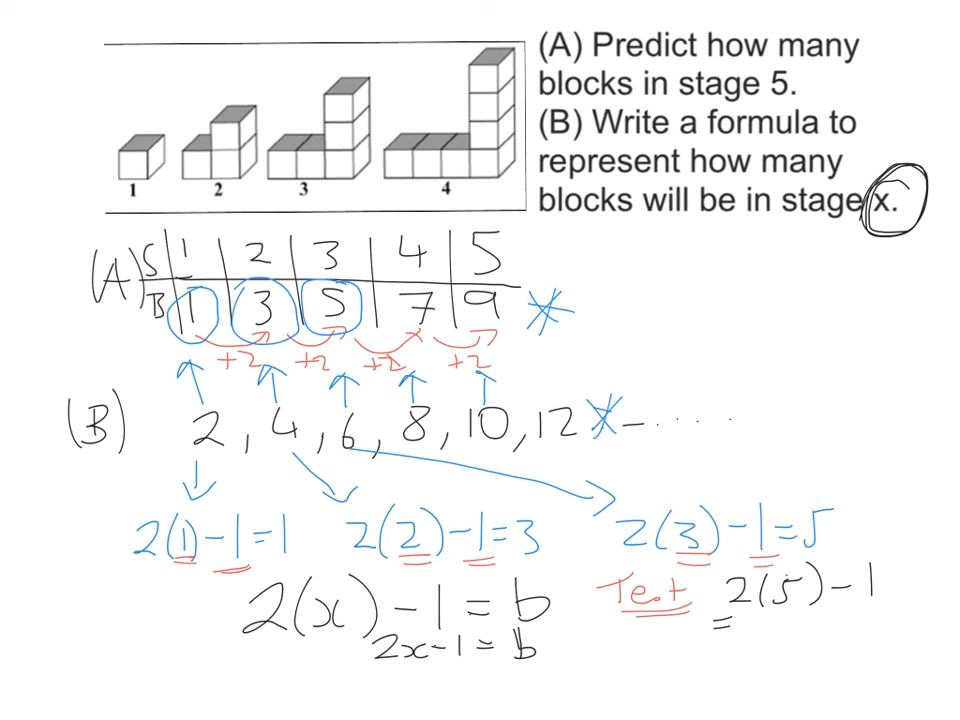 (A) Predict how many
blocks in stage 5.
(B) Write a formula to
represent how many
blocks will be in stage x.
1 2 3 4
(A) S 1 2 3 4 5
B 1 3 5 7 9
+2 +2 +2 +2
(B) 2, 4, 6, 8, 10, 12 - .....
2(1)-1=1 2(2)-1=3 2(3)-1=5
2(x)-1=b Test 2(5)-1
2x-1=b =